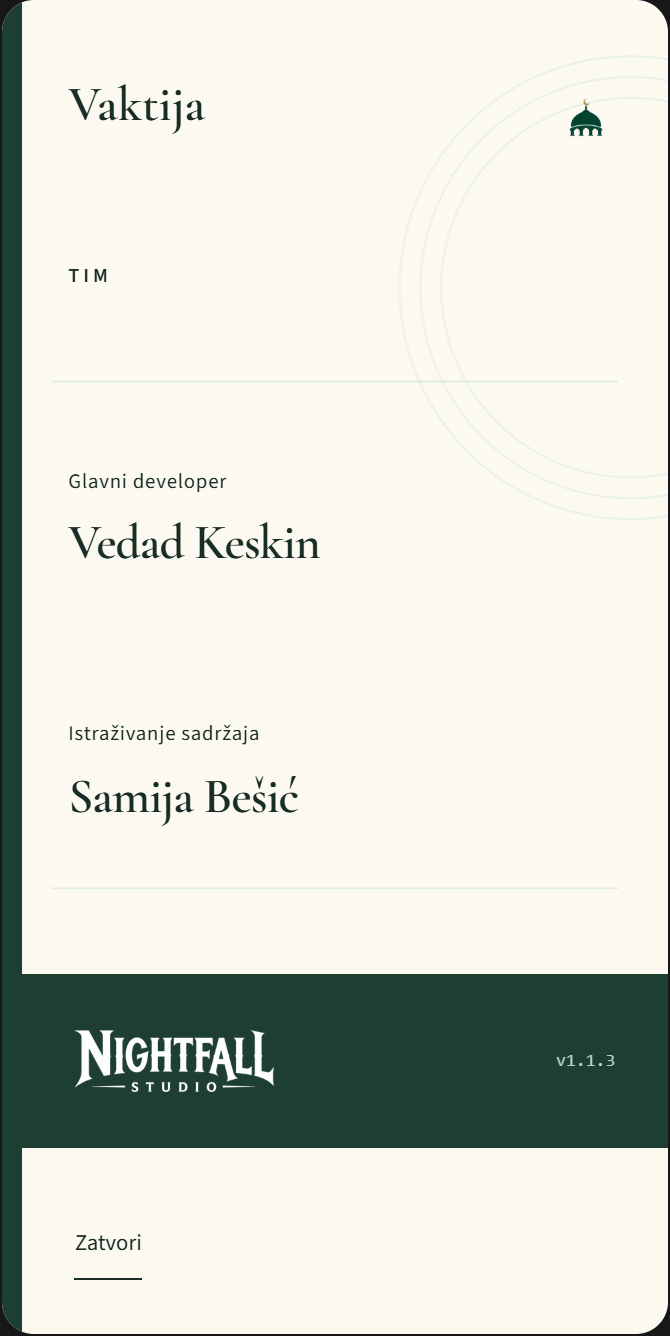 Vaktija
TIM
Glavni developer
Vedad Keskin
Istraživanje sadržaja
Samija Bešić
NIGHTFALL
STUDIO
v1.1.3
Zatvori